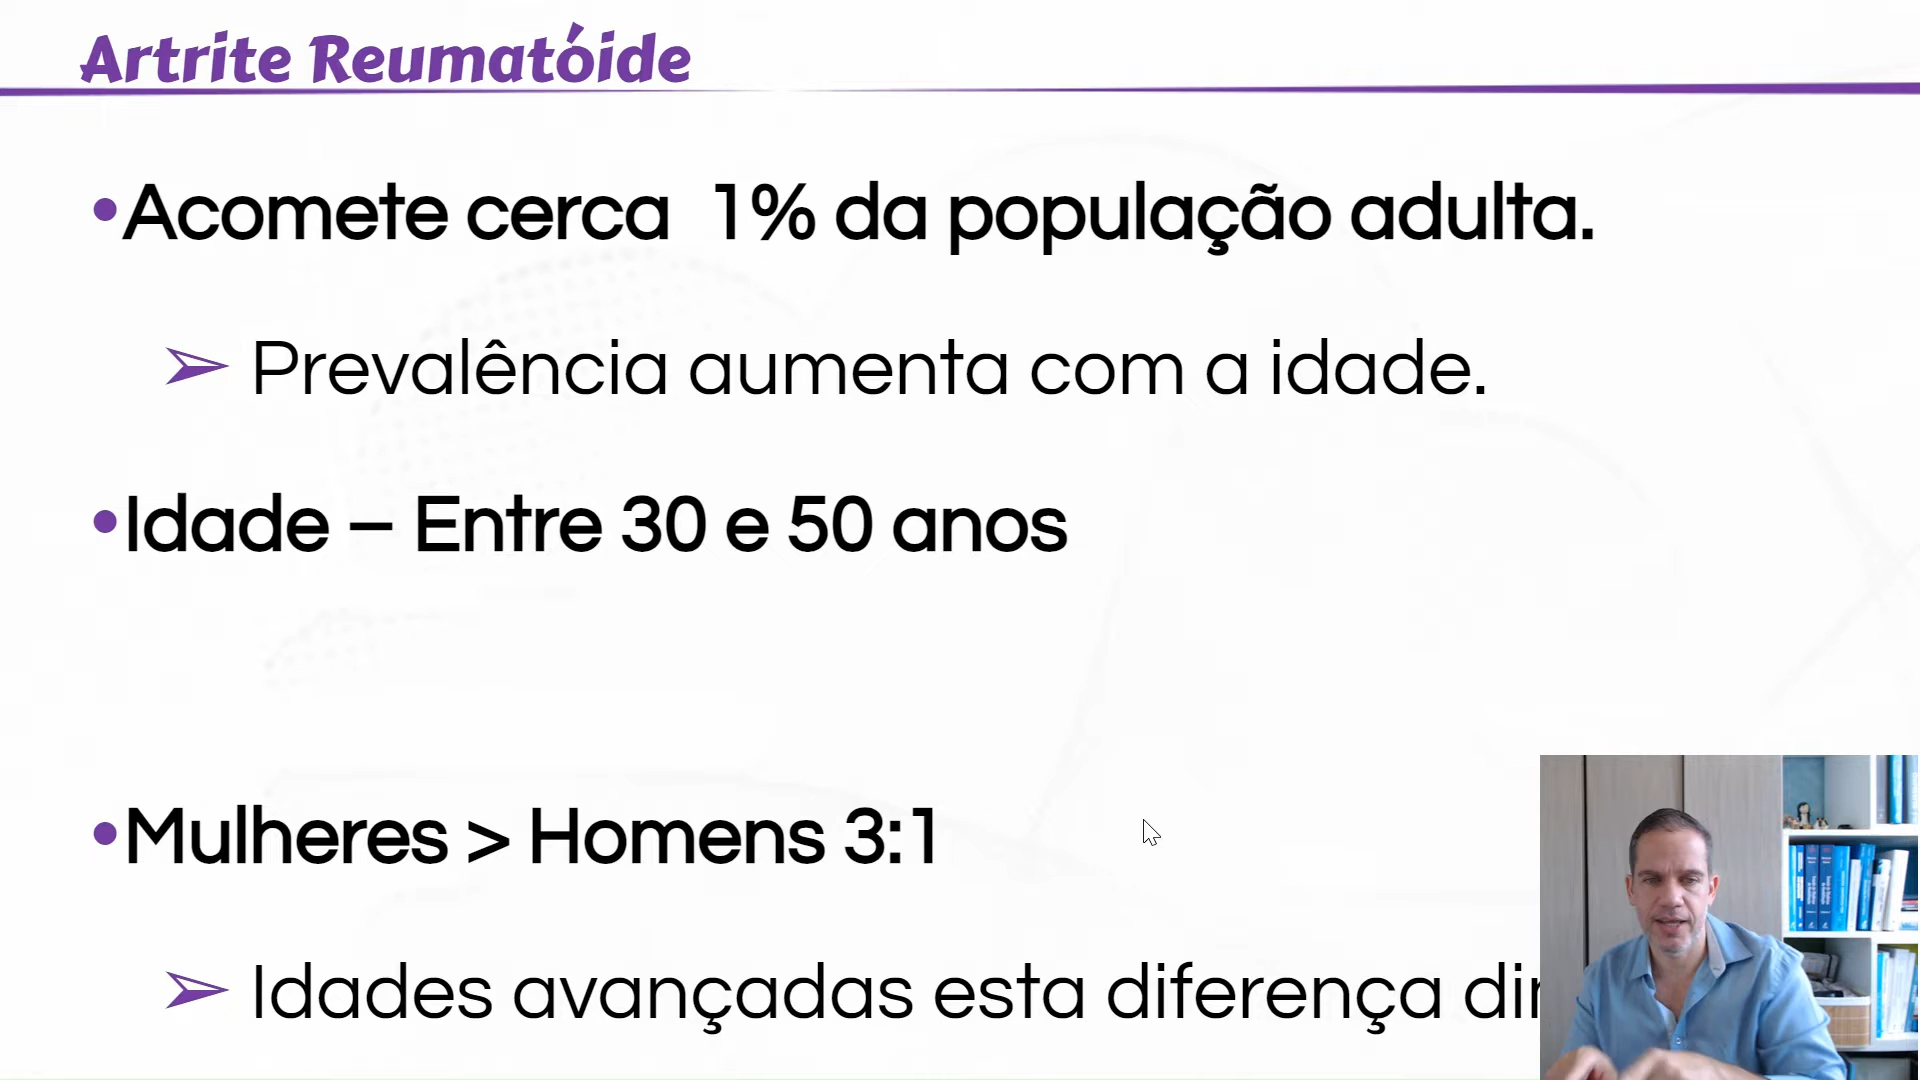 Artrite Reumatóide
•Acomete cerca  1% da população adulta.
➢ Prevalência aumenta com a idade.
•Idade – Entre 30 e 50 anos
•Mulheres > Homens 3:1
➢ Idades avançadas esta diferença